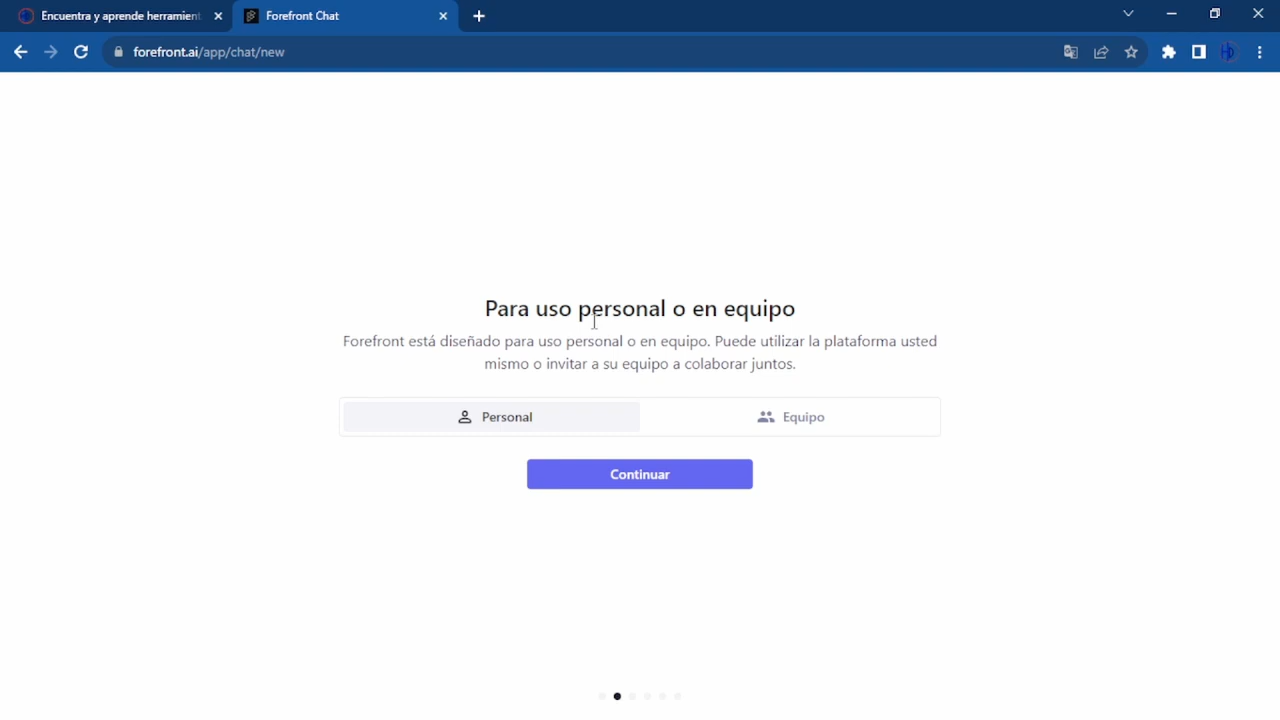 Encuentra y aprende herramient
Forefront Chat
forefront.ai/app/chat/new
Para uso personal o en equipo
Forefront está diseñado para uso personal o en equipo. Puede utilizar la plataforma usted
mismo o invitar a su equipo a colaborar juntos.
Personal
Equipo
Continuar